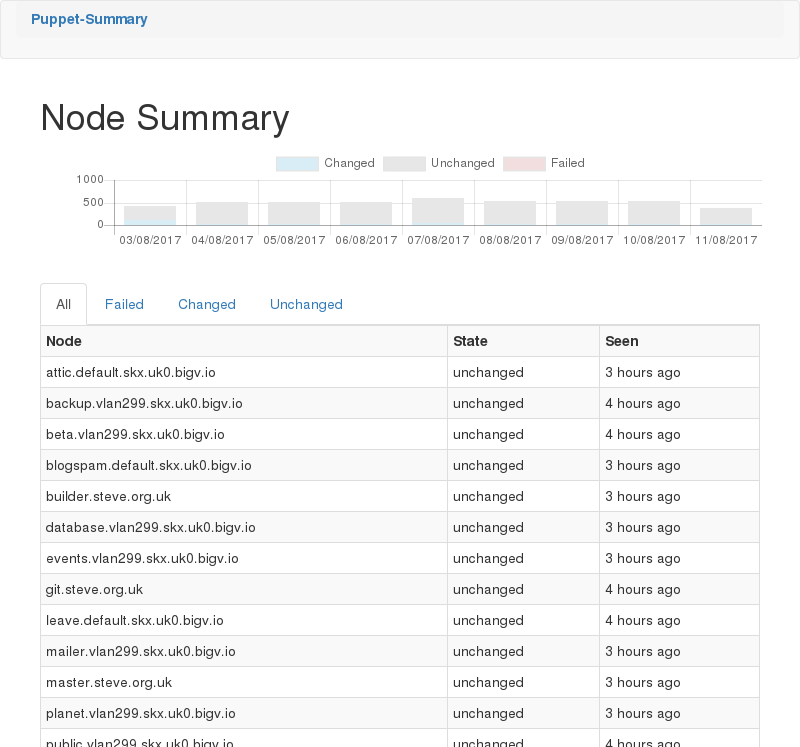 Puppet-Summary
Node Summary
Changed Unchanged Failed
1000
500
0
03/08/2017 04/08/2017 05/08/2017 06/08/2017 07/08/2017 08/08/2017 09/08/2017 10/08/2017 11/08/2017
All Failed Changed Unchanged
Node State Seen
attic.default.skx.uk0.bigv.io unchanged 3 hours ago
backup.vlan299.skx.uk0.bigv.io unchanged 4 hours ago
beta.vlan299.skx.uk0.bigv.io unchanged 4 hours ago
blogspam.default.skx.uk0.bigv.io unchanged 3 hours ago
builder.steve.org.uk unchanged 3 hours ago
database.vlan299.skx.uk0.bigv.io unchanged 3 hours ago
events.vlan299.skx.uk0.bigv.io unchanged 3 hours ago
git.steve.org.uk unchanged 4 hours ago
leave.default.skx.uk0.bigv.io unchanged 4 hours ago
mailer.vlan299.skx.uk0.bigv.io unchanged 3 hours ago
master.steve.org.uk unchanged 3 hours ago
planet.vlan299.skx.uk0.bigv.io unchanged 3 hours ago
public.vlan299.skx.uk0.bigv.io unchanged 4 hours ago